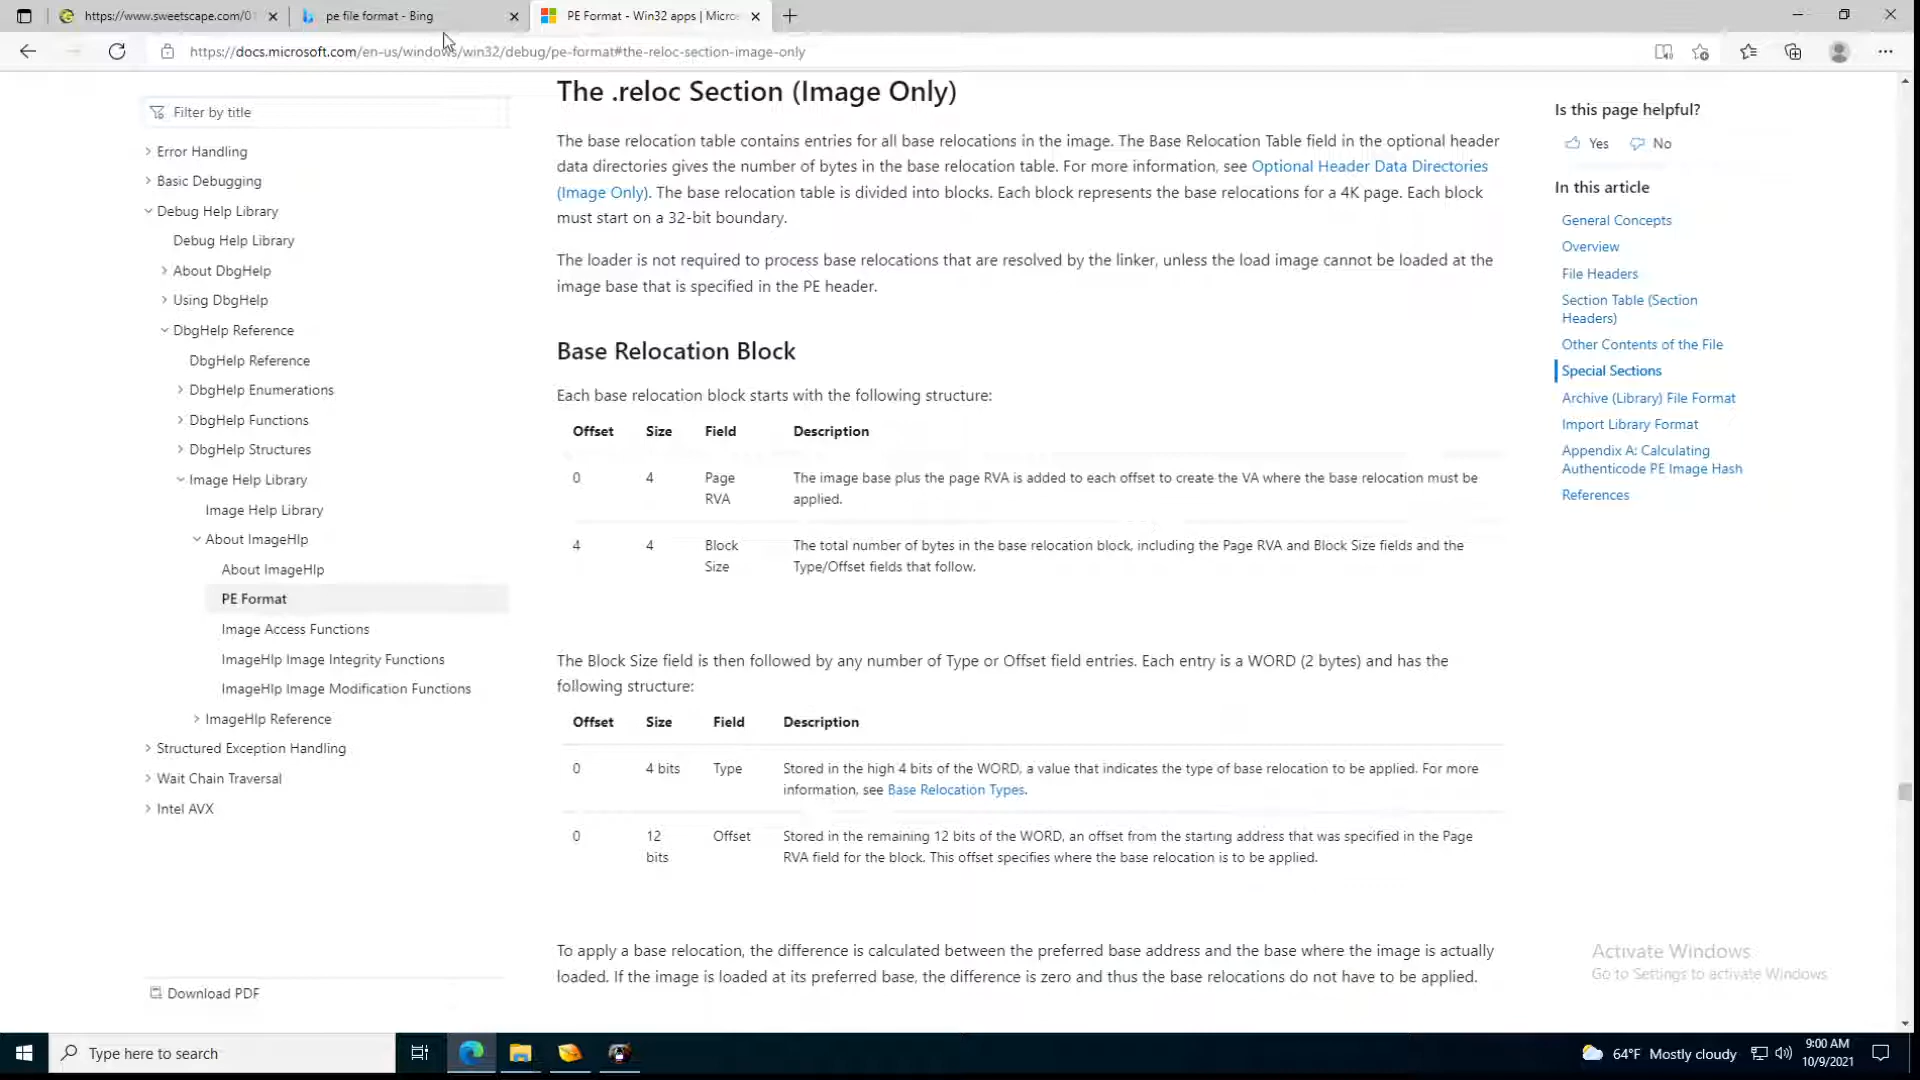 https://www.sweetscape.com/01
pe file format - Bing
PE Format - Win32 apps | Micro
https://docs.microsoft.com/en-us/windows/win32/debug/pe-format#the-reloc-section-image-only
Filter by title
Error Handling
Basic Debugging
Debug Help Library
Debug Help Library
About DbgHelp
Using DbgHelp
DbgHelp Reference
DbgHelp Reference
DbgHelp Enumerations
DbgHelp Functions
DbgHelp Structures
Image Help Library
Image Help Library
About ImageHlp
About ImageHlp
PE Format
Image Access Functions
ImageHlp Image Integrity Functions
ImageHlp Image Modification Functions
ImageHlp Reference
Structured Exception Handling
Wait Chain Traversal
Intel AVX
Download PDF
The .reloc Section (Image Only)
The base relocation table contains entries for all base relocations in the image. The Base Relocation Table field in the optional header
data directories gives the number of bytes in the base relocation table. For more information, see Optional Header Data Directories
(Image Only). The base relocation table is divided into blocks. Each block represents the base relocations for a 4K page. Each block
must start on a 32-bit boundary.
The loader is not required to process base relocations that are resolved by the linker, unless the load image cannot be loaded at the
image base that is specified in the PE header.
Base Relocation Block
Each base relocation block starts with the following structure:
Offset Size Field Description
0 4 Page The image base plus the page RVA is added to each offset to create the VA where the base relocation must be
RVA applied.
4 4 Block The total number of bytes in the base relocation block, including the Page RVA and Block Size fields and the
Size Type/Offset fields that follow.
The Block Size field is then followed by any number of Type or Offset field entries. Each entry is a WORD (2 bytes) and has the
following structure:
Offset Size Field Description
0 4 bits Type Stored in the high 4 bits of the WORD, a value that indicates the type of base relocation to be applied. For more
information, see Base Relocation Types.
0 12 Offset Stored in the remaining 12 bits of the WORD, an offset from the starting address that was specified in the Page
bits RVA field for the block. This offset specifies where the base relocation is to be applied.
To apply a base relocation, the difference is calculated between the preferred base address and the base where the image is actually
loaded. If the image is loaded at its preferred base, the difference is zero and thus the base relocations do not have to be applied.
Is this page helpful?
Yes No
In this article
General Concepts
Overview
File Headers
Section Table (Section
Headers)
Other Contents of the File
Special Sections
Archive (Library) File Format
Import Library Format
Appendix A: Calculating
Authenticode PE Image Hash
References
Activate Windows
Go to Settings to activate Windows
Type here to search
64°F Mostly cloudy
9:00 AM
10/9/2021